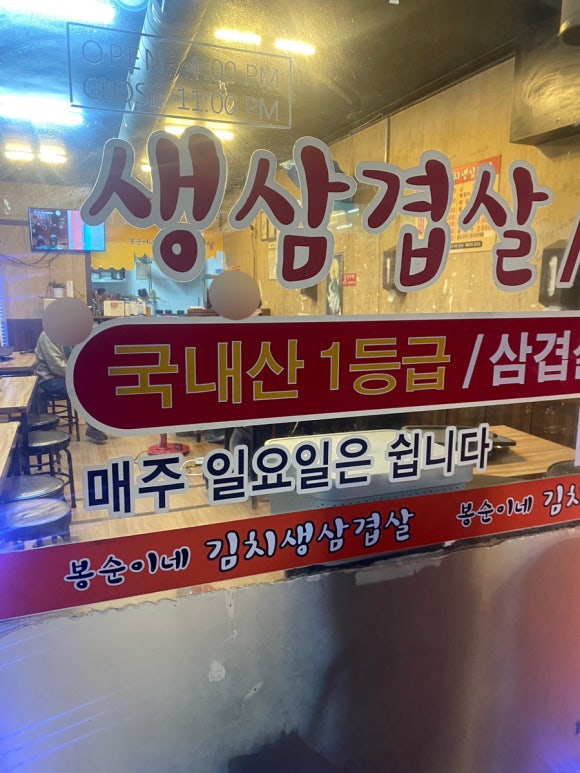 OPEN 4:00 PM
CLOSE 11:00 PM
생삼겹살/
국내산 1등급 / 삼겹
매주 일요일은 쉽니다
봉순이네 김치생삼겹살 봉순이네 김